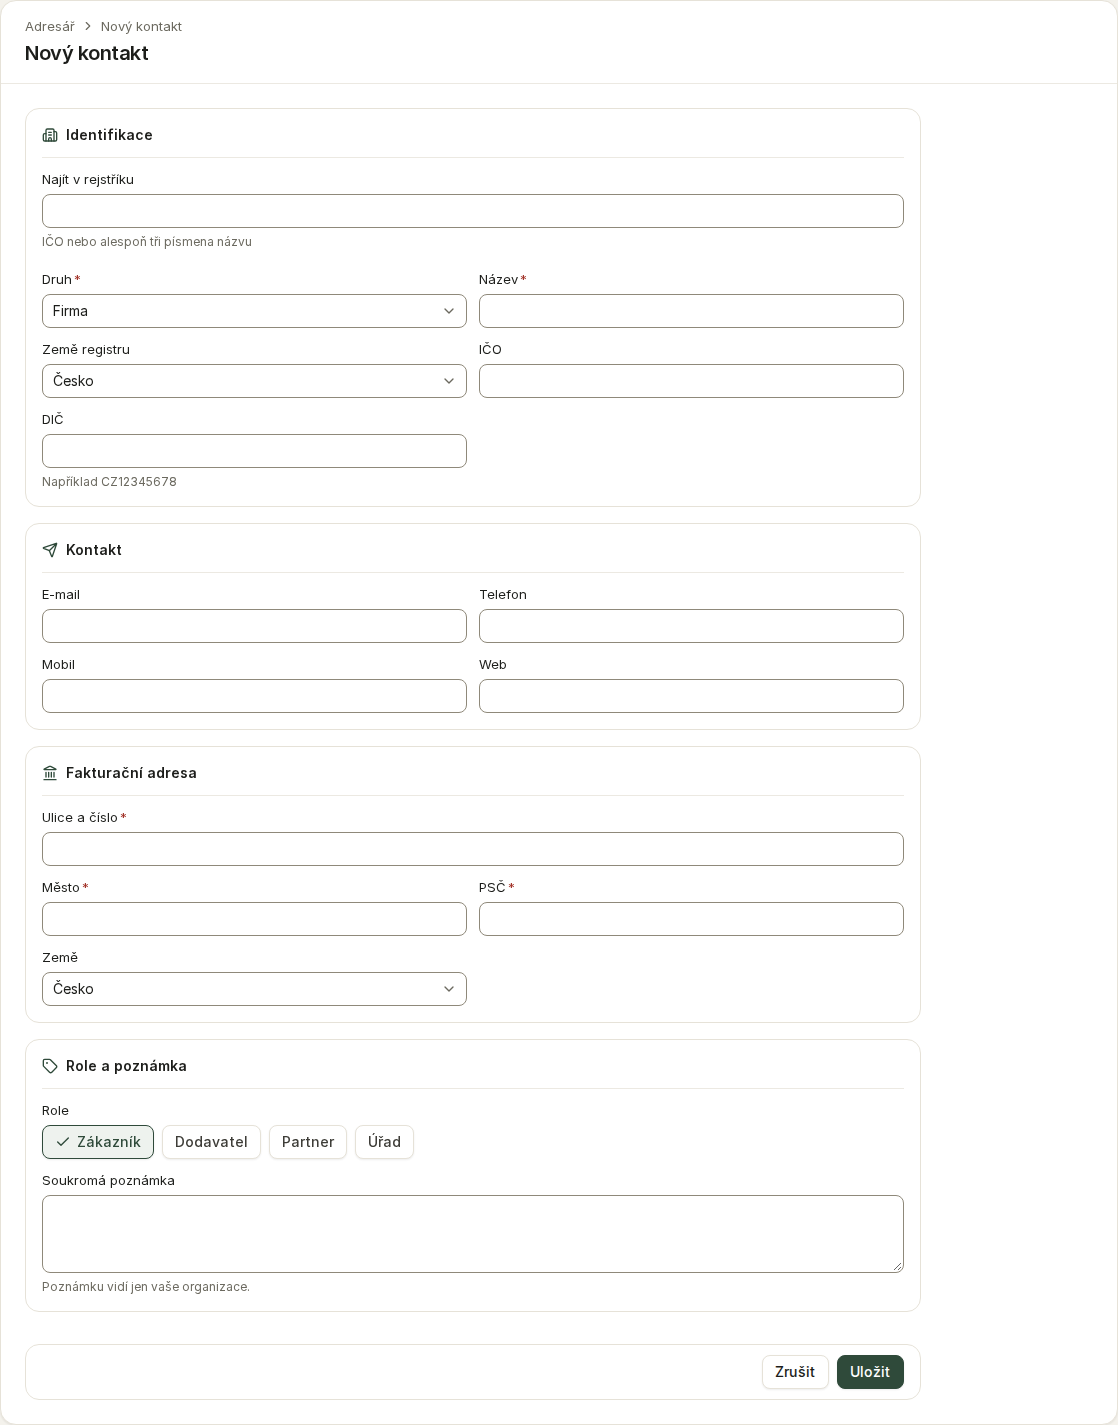 Adresář > Nový kontakt
Nový kontakt
Identifikace
Najít v rejstříku
IČO nebo alespoň tři písmena názvu
Druh * Název *
Firma
Země registru IČO
Česko
DIČ
Například CZ12345678
Kontakt
E-mail Telefon
Mobil Web
Fakturační adresa
Ulice a číslo *
Město * PSČ *
Země
Česko
Role a poznámka
Role
Zákazník Dodavatel Partner Úřad
Soukromá poznámka
Poznámku vidí jen vaše organizace.
Zrušit Uložit